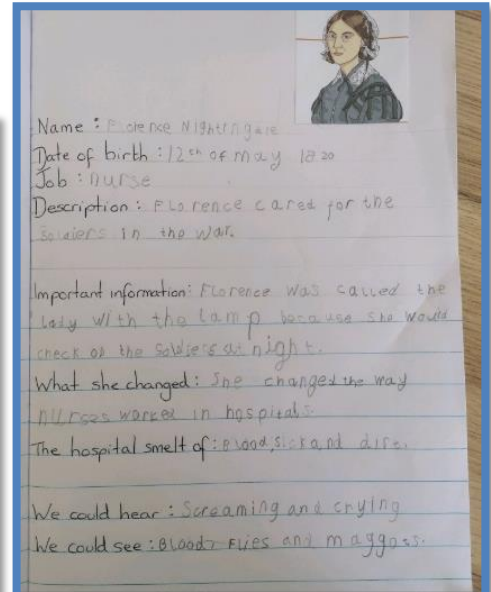 Name : Florence Nightingale
Date of birth : 12th of may 1820
Job : nurse
Description : Florence cared for the
soldiers in the war.
Important information: Florence was called the
lady with the lamp because she would
check on the soldiers at night.
What she changed : She changed the way
nurses worked in hospitals.
The hospital smelt of : Blood, sick and dirt.
We could hear : Screaming and crying
We could see : Blood, Flies and maggots.